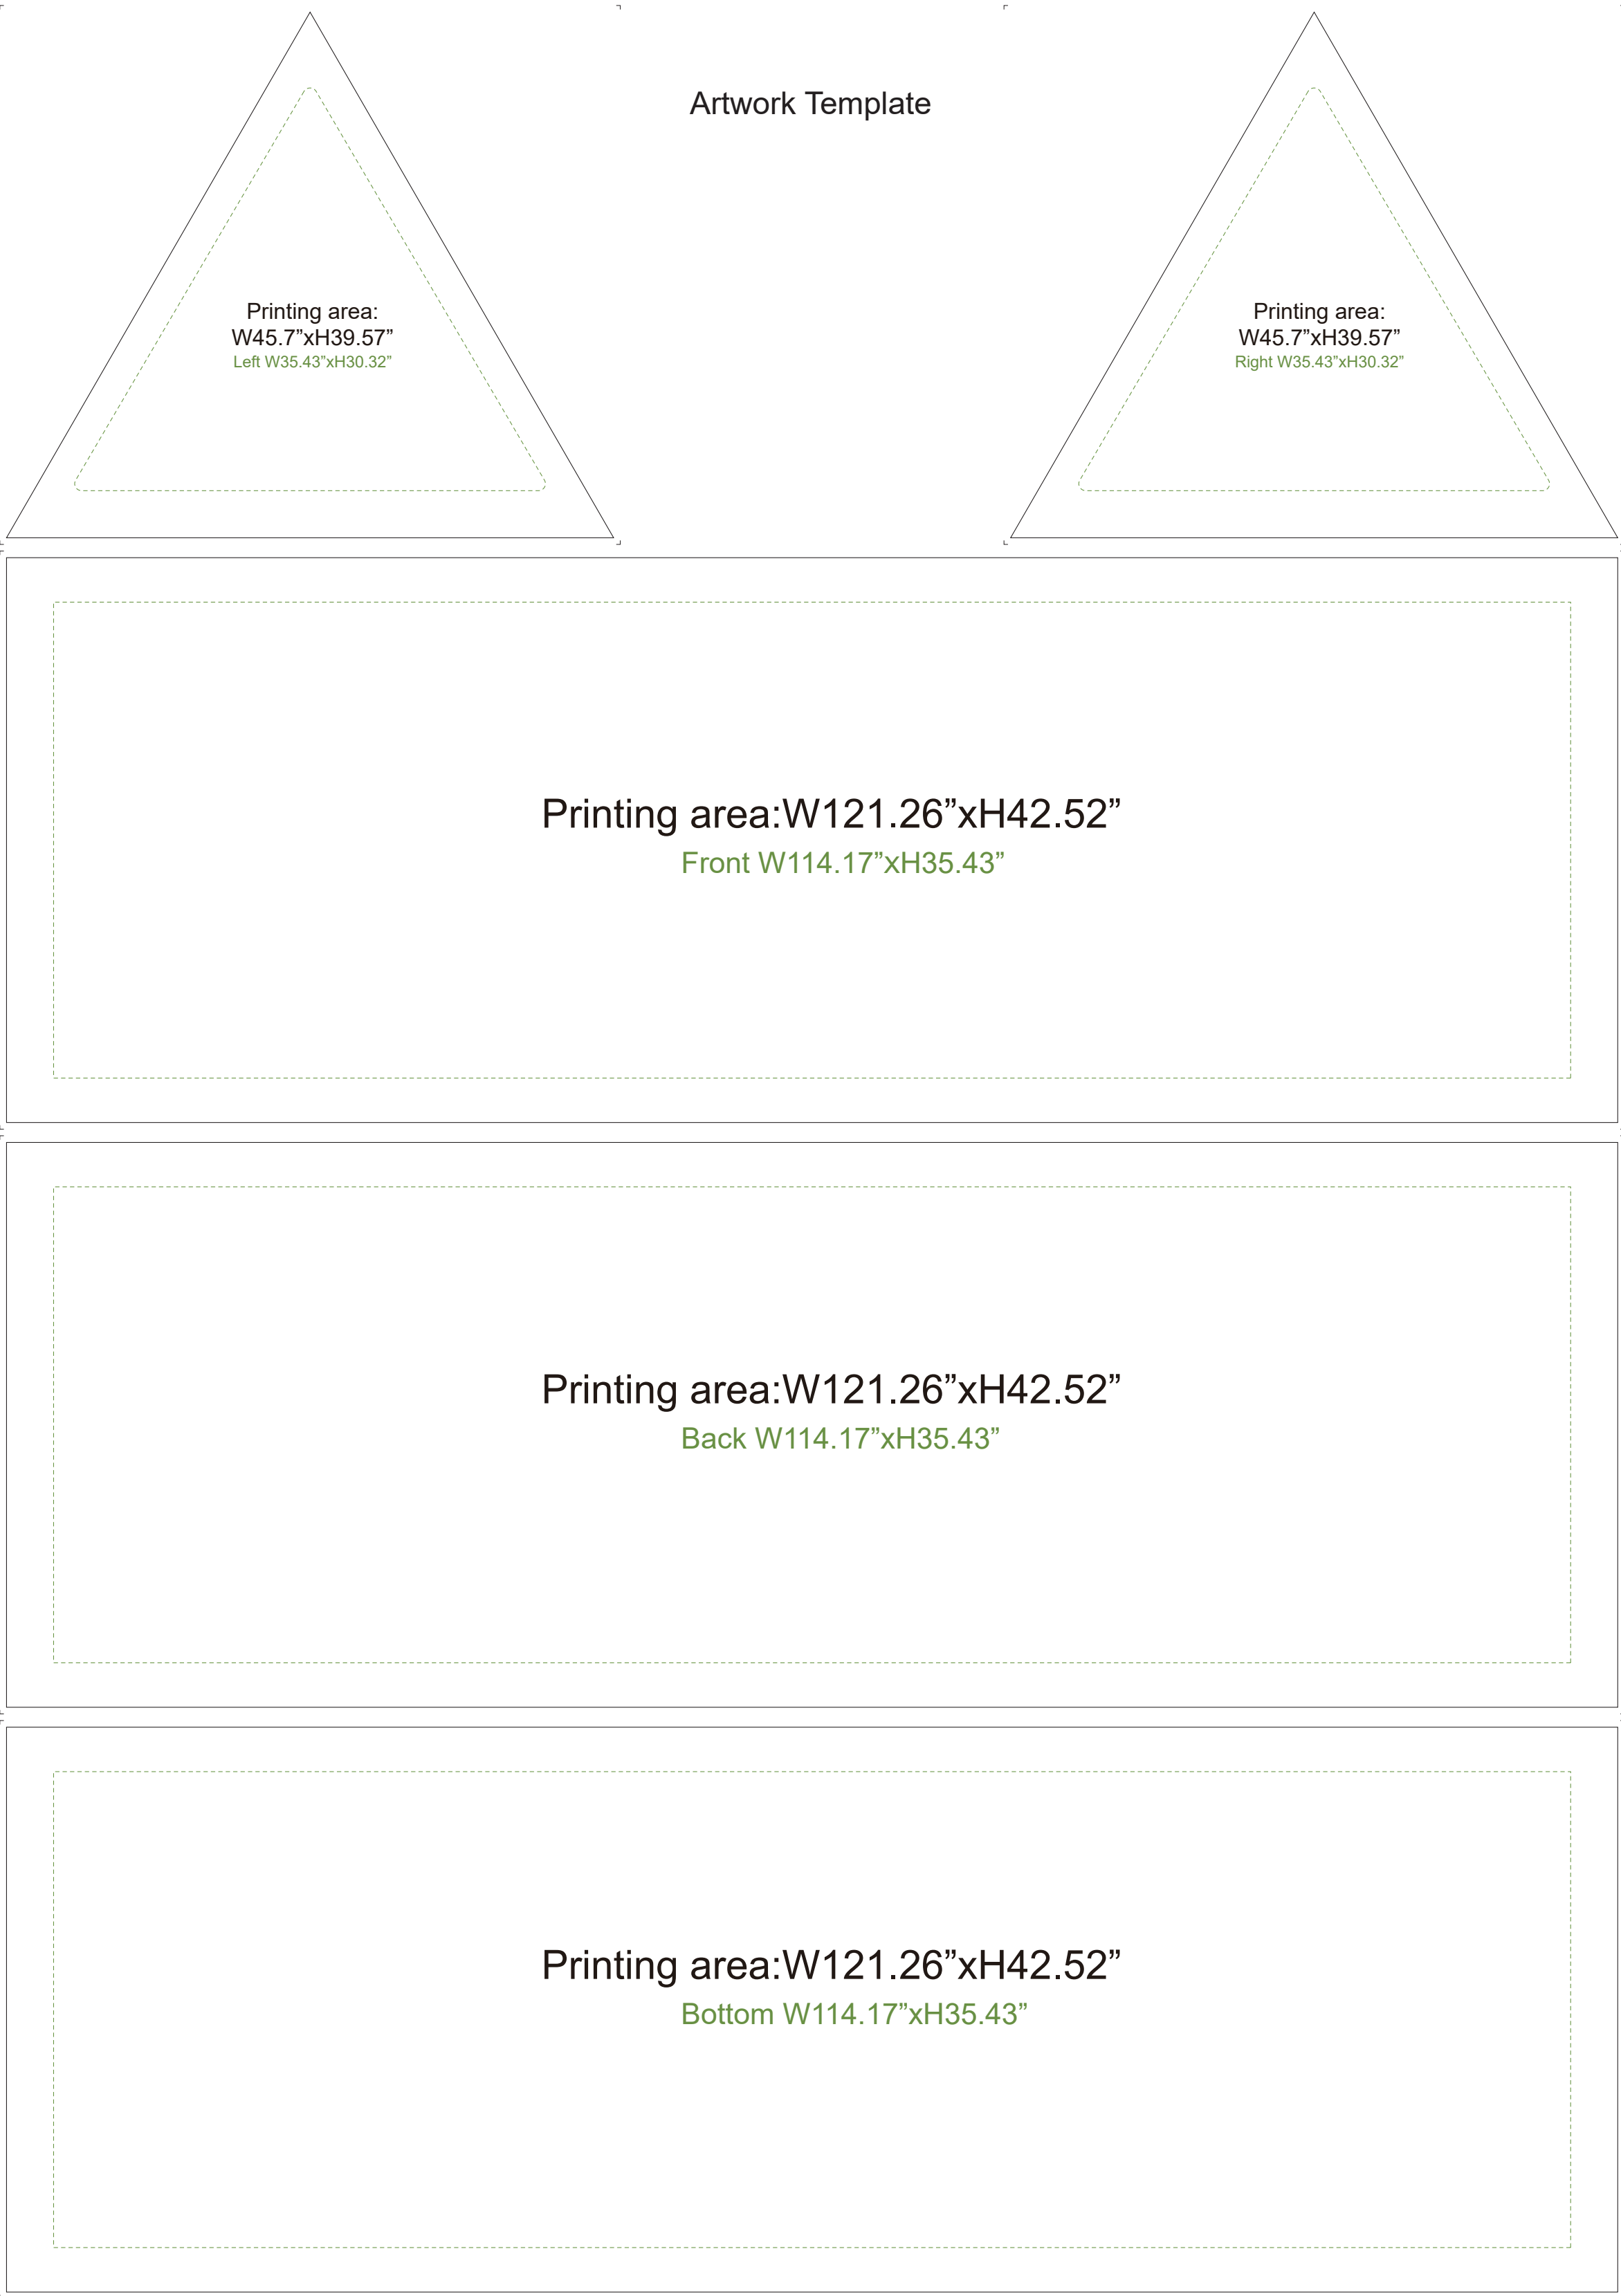 Artwork Template
Printing area:
W45.7”xH39.57”
Left W35.43”xH30.32”
Printing area:
W45.7”xH39.57”
Right W35.43”xH30.32”
Printing area:W121.26”xH42.52”
Front W114.17”xH35.43”
Printing area:W121.26”xH42.52”
Back W114.17”xH35.43”
Printing area:W121.26”xH42.52”
Bottom W114.17”xH35.43”